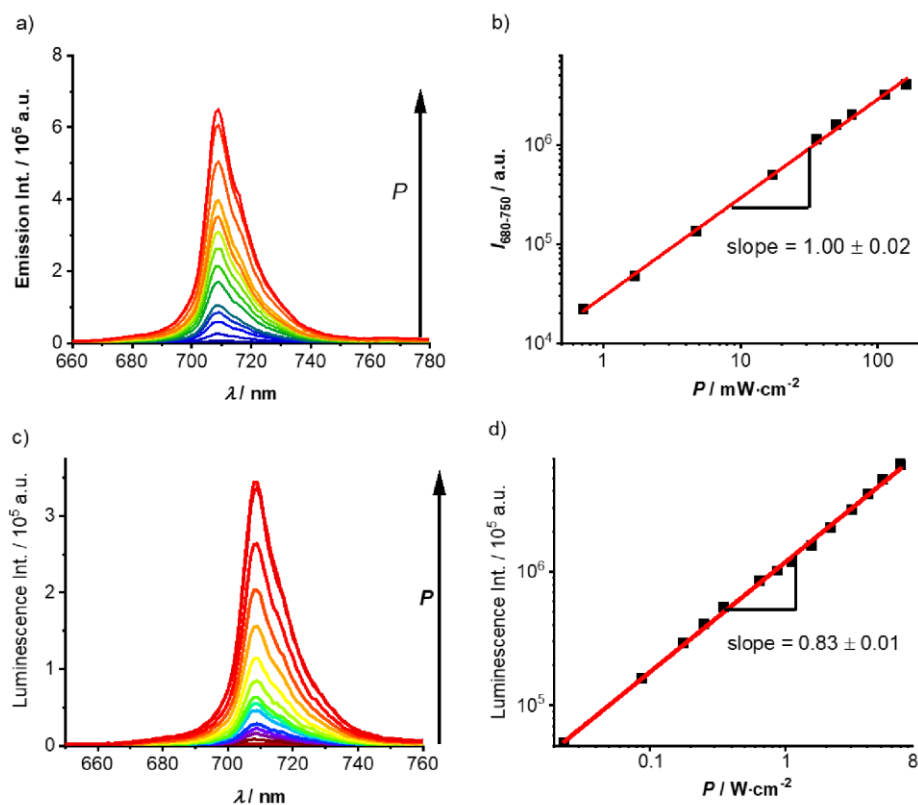 a)
Emission Int. / 10⁵ a.u.
8
6
4
2
0
660 680 700 720 740 760 780
λ / nm
P
b)
I₆₈₀₋₇₅₀ / a.u.
10⁶
10⁵
10⁴
1 10 100
P / mW·cm⁻²
slope = 1.00 ± 0.02
c)
Luminescence Int. / 10⁵ a.u.
3
2
1
0
660 680 700 720 740 760
λ / nm
P
d)
Luminescence Int. / 10⁵ a.u.
10⁶
10⁵
0.1 1 8
P / W·cm⁻²
slope = 0.83 ± 0.01